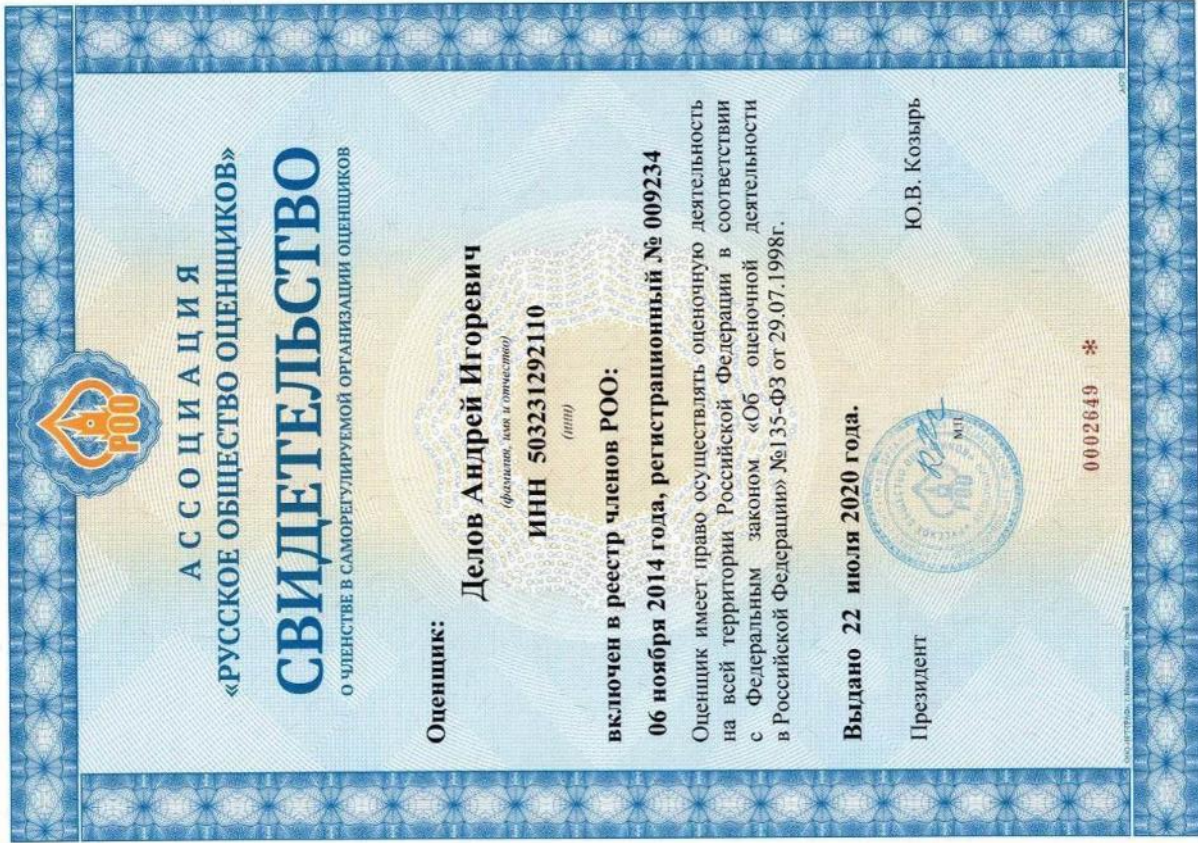 РОО
АССОЦИАЦИЯ
«РУССКОЕ ОБЩЕСТВО ОЦЕНЩИКОВ»
СВИДЕТЕЛЬСТВО
О ЧЛЕНСТВЕ В САМОРЕГУЛИРУЕМОЙ ОРГАНИЗАЦИИ ОЦЕНЩИКОВ
Оценщик:
Делов Андрей Игоревич
(фамилия, имя и отчество)
ИНН 503231292110
(инн)
включен в реестр членов РОО:
06 ноября 2014 года, регистрационный № 009234
Оценщик имеет право осуществлять оценочную деятельность
на всей территории Российской Федерации в соответствии
с Федеральным законом «Об оценочной деятельности
в Российской Федерации» №135-ФЗ от 29.07.1998г.
Выдано 22 июля 2020 года.
Президент
М.П.
Ю.В. Козырь
0002649 *